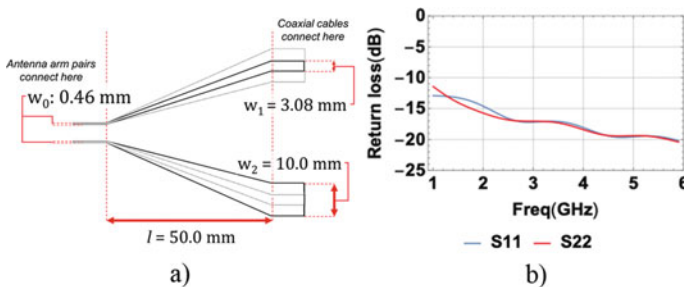 Antenna arm pairs
connect here
w₀: 0.46 mm
Coaxial cables
connect here
w₁ = 3.08 mm
w₂ = 10.0 mm
l = 50.0 mm
a)
Return loss(dB)
0
−5
−10
−15
−20
−25
1 2 3 4 5 6
Freq(GHz)
S11 S22
b)